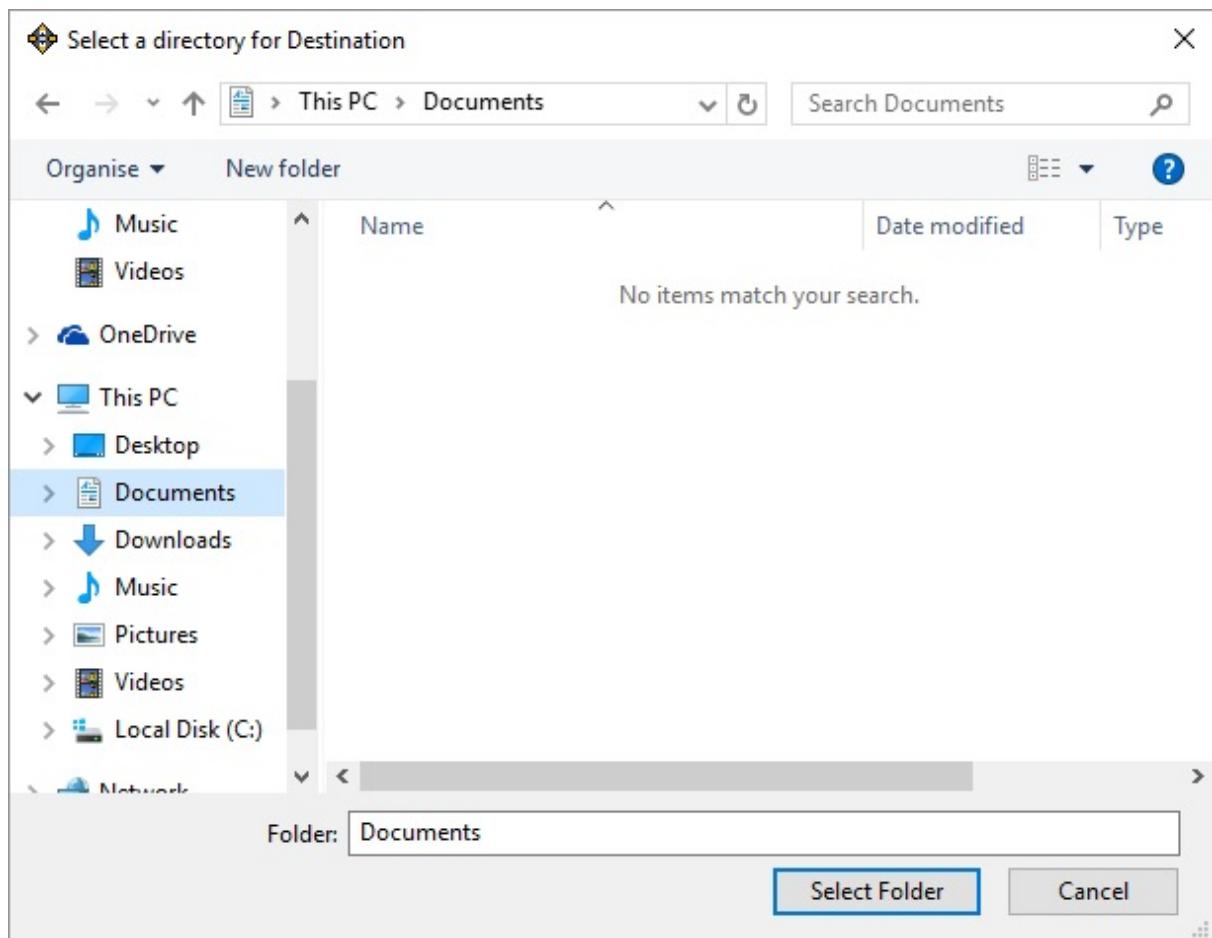 Select a directory for Destination
This PC > Documents
Search Documents
Organise
New folder
Music
Videos
OneDrive
This PC
Desktop
Documents
Downloads
Music
Pictures
Videos
Local Disk (C:)
Network
Name
Date modified
Type
No items match your search.
Folder: Documents
Select Folder
Cancel